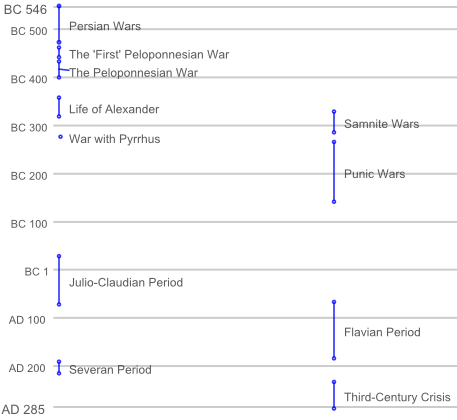 BC 546
Persian Wars
BC 500
The 'First' Peloponnesian War
The Peloponnesian War
BC 400
Life of Alexander
BC 300
Samnite Wars
War with Pyrrhus
BC 200
Punic Wars
BC 100
BC 1
Julio-Claudian Period
AD 100
Flavian Period
AD 200
Severan Period
Third-Century Crisis
AD 285